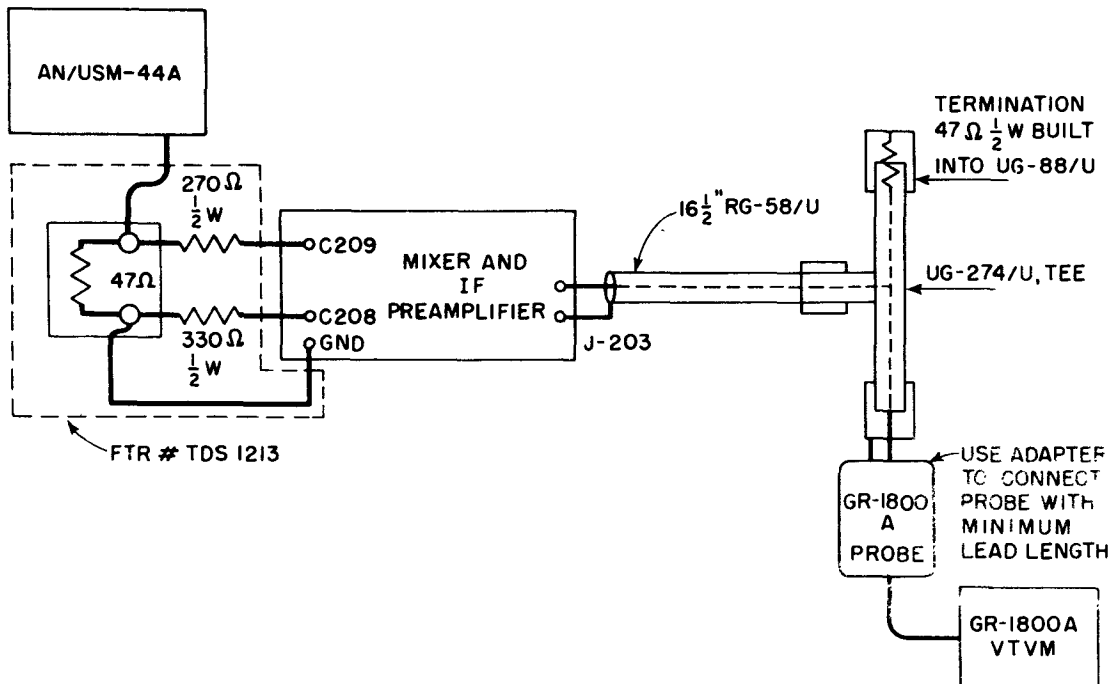 AN/USM-44A
270Ω
1/2 W
47Ω
330Ω
1/2 W
C209
C208
GND
MIXER AND
IF
PREAMPLIFIER
J-203
FTR # TDS 1213
16 1/2" RG-58/U
TERMINATION
47Ω 1/2 W BUILT
INTO UG-88/U
UG-274/U, TEE
USE ADAPTER
TO CONNECT
PROBE WITH
MINIMUM
LEAD LENGTH
GR-1800
A
PROBE
GR-1800A
VTVM